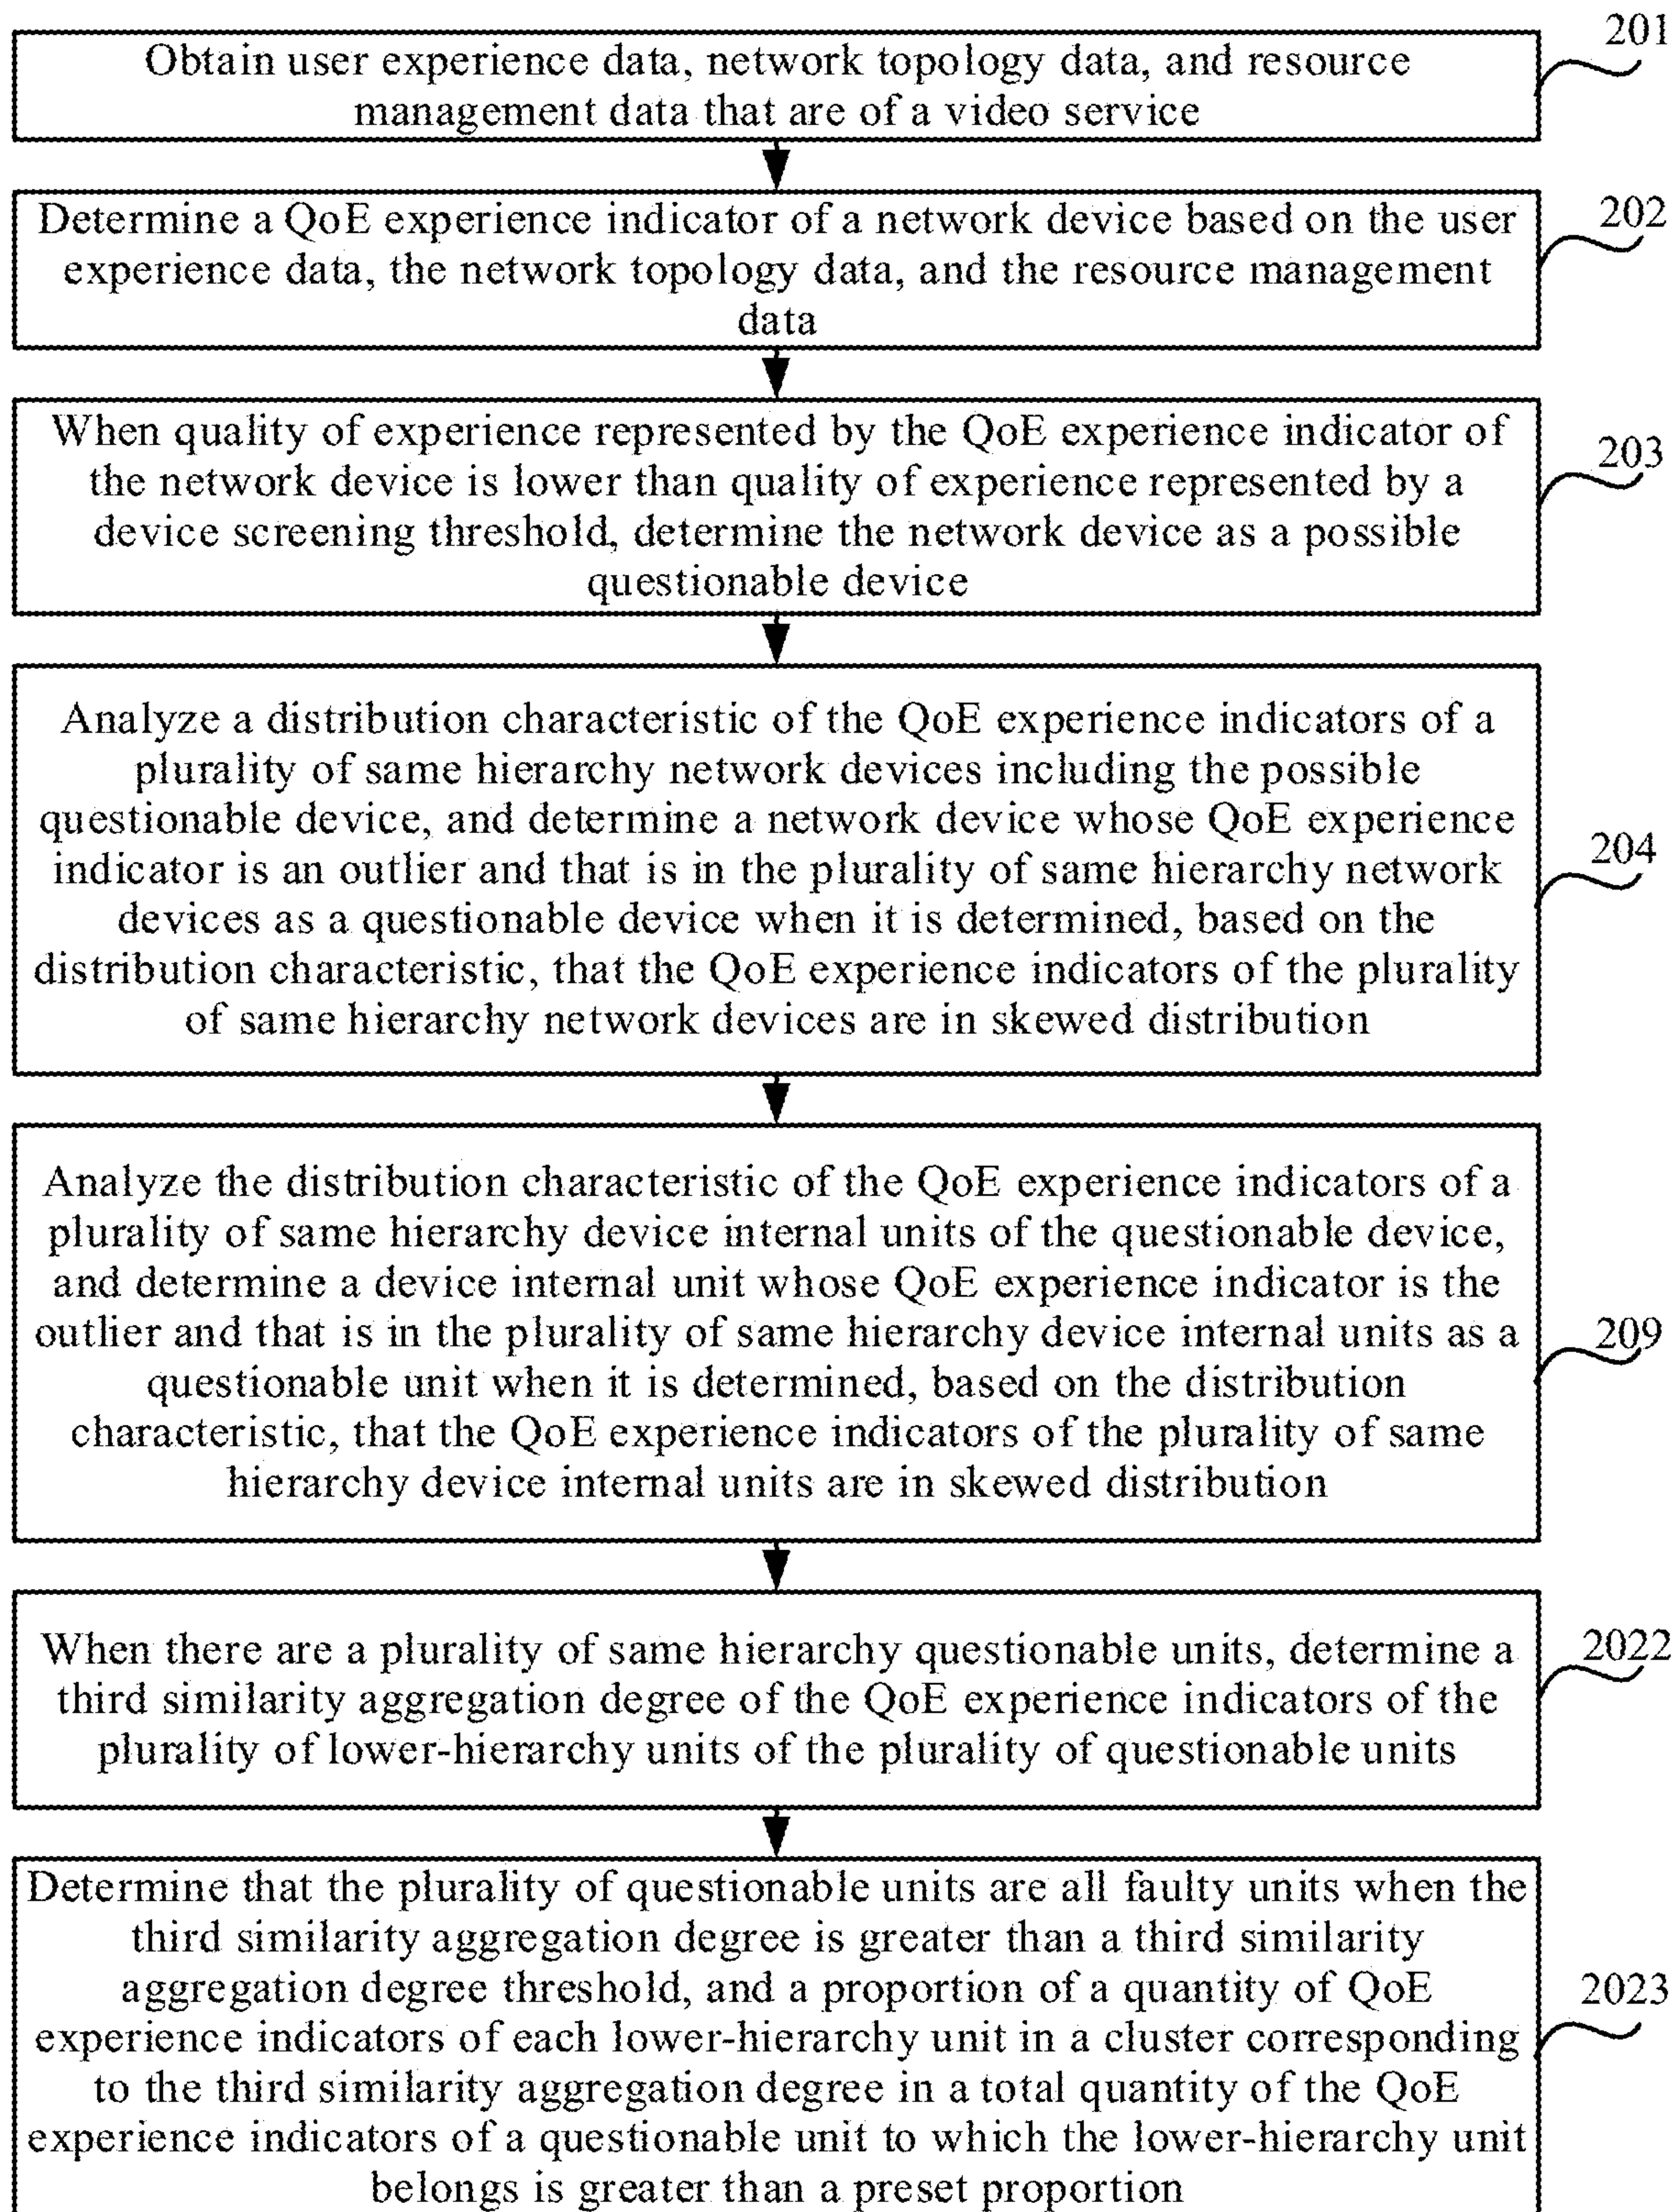 201
Obtain user experience data, network topology data, and resource
management data that are of a video service
202
Determine a QoE experience indicator of a network device based on the user
experience data, the network topology data, and the resource management
data
203
When quality of experience represented by the QoE experience indicator of
the network device is lower than quality of experience represented by a
device screening threshold, determine the network device as a possible
questionable device
204
Analyze a distribution characteristic of the QoE experience indicators of a
plurality of same hierarchy network devices including the possible
questionable device, and determine a network device whose QoE experience
indicator is an outlier and that is in the plurality of same hierarchy network
devices as a questionable device when it is determined, based on the
distribution characteristic, that the QoE experience indicators of the plurality
of same hierarchy network devices are in skewed distribution
209
Analyze the distribution characteristic of the QoE experience indicators of a
plurality of same hierarchy device internal units of the questionable device,
and determine a device internal unit whose QoE experience indicator is the
outlier and that is in the plurality of same hierarchy device internal units as a
questionable unit when it is determined, based on the distribution
characteristic, that the QoE experience indicators of the plurality of same
hierarchy device internal units are in skewed distribution
2022
When there are a plurality of same hierarchy questionable units, determine a
third similarity aggregation degree of the QoE experience indicators of the
plurality of lower-hierarchy units of the plurality of questionable units
2023
Determine that the plurality of questionable units are all faulty units when the
third similarity aggregation degree is greater than a third similarity
aggregation degree threshold, and a proportion of a quantity of QoE
experience indicators of each lower-hierarchy unit in a cluster corresponding
to the third similarity aggregation degree in a total quantity of the QoE
experience indicators of a questionable unit to which the lower-hierarchy unit
belongs is greater than a preset proportion